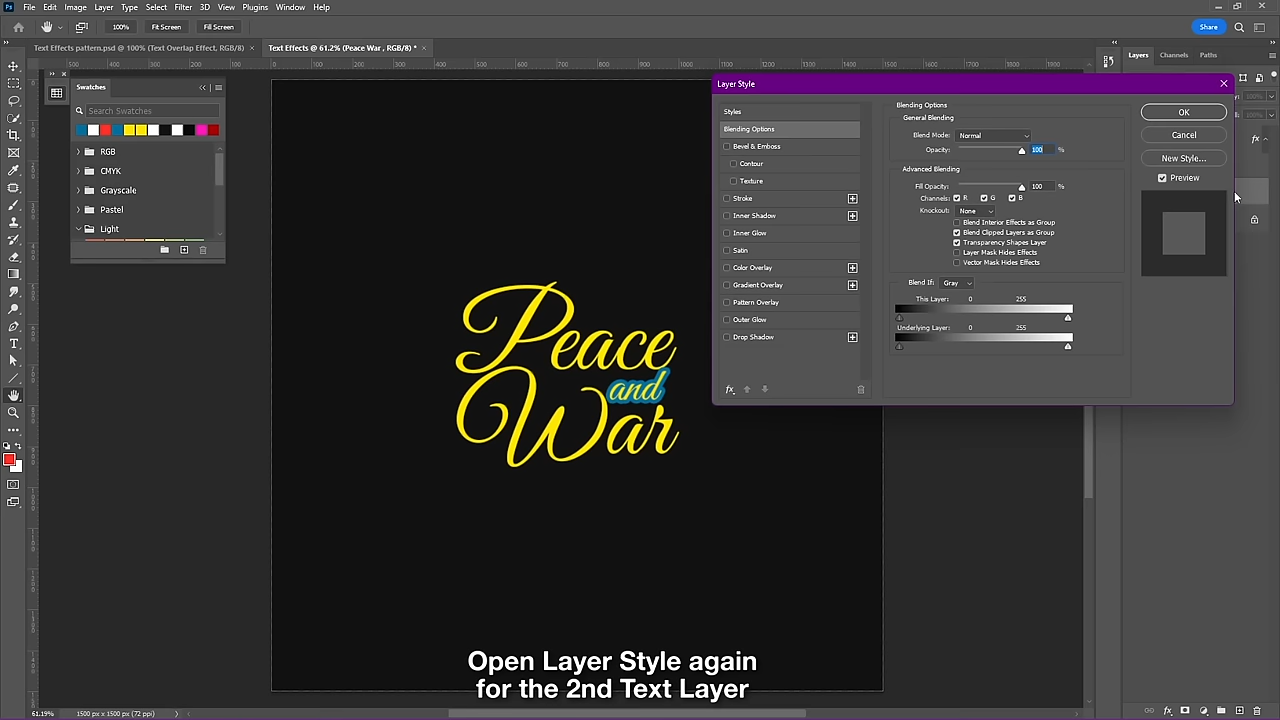 Ps File Edit Image Layer Type Select Filter 3D View Plugins Window Help
100% Fit Screen Fill Screen Share
Text Effects pattern.psd @ 100% (Text Overlap Effect, RGB/8) × Text Effects @ 61.2% (Peace War , RGB/8) * ×
Layers Channels Paths
Swatches
Search Swatches
RGB
CMYK
Grayscale
Pastel
Light
Layer Style
Styles
Blending Options
Bevel & Emboss
Contour
Texture
Stroke
Inner Shadow
Inner Glow
Satin
Color Overlay
Gradient Overlay
Pattern Overlay
Outer Glow
Drop Shadow
fx
Blending Options
General Blending
Blend Mode: Normal
Opacity: 100 %
Advanced Blending
Fill Opacity: 100 %
Channels: R G B
Knockout: None
Blend Interior Effects as Group
Blend Clipped Layers as Group
Transparency Shapes Layer
Layer Mask Hides Effects
Vector Mask Hides Effects
Blend If: Gray
This Layer: 0 255
Underlying Layer: 0 255
OK
Cancel
New Style...
Preview
fx
Peace
and
War
Open Layer Style again
for the 2nd Text Layer
61.19% 1500 px x 1500 px (72 ppi)
fx